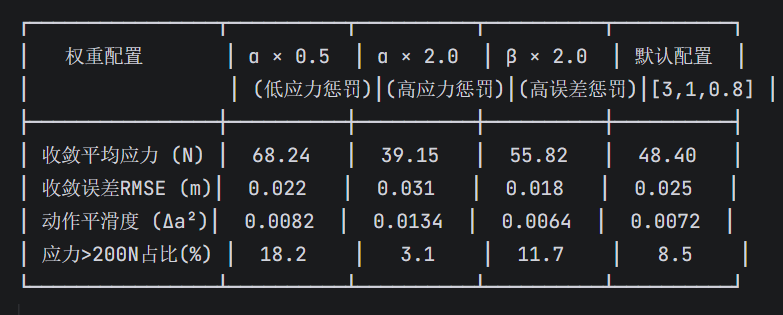 权重配置 │ α × 0.5 │ α × 2.0 │ β × 2.0 │ 默认配置 │
│ (低应力惩罚)│(高应力惩罚)│(高误差惩罚)│[3,1,0.8] │
收敛平均应力 (N) │ 68.24 │ 39.15 │ 55.82 │ 48.40 │
收敛误差RMSE (m)│ 0.022 │ 0.031 │ 0.018 │ 0.025 │
动作平滑度 (Δa²)│ 0.0082 │ 0.0134 │ 0.0064 │ 0.0072 │
应力>200N占比(%) │ 18.2 │ 3.1 │ 11.7 │ 8.5 │